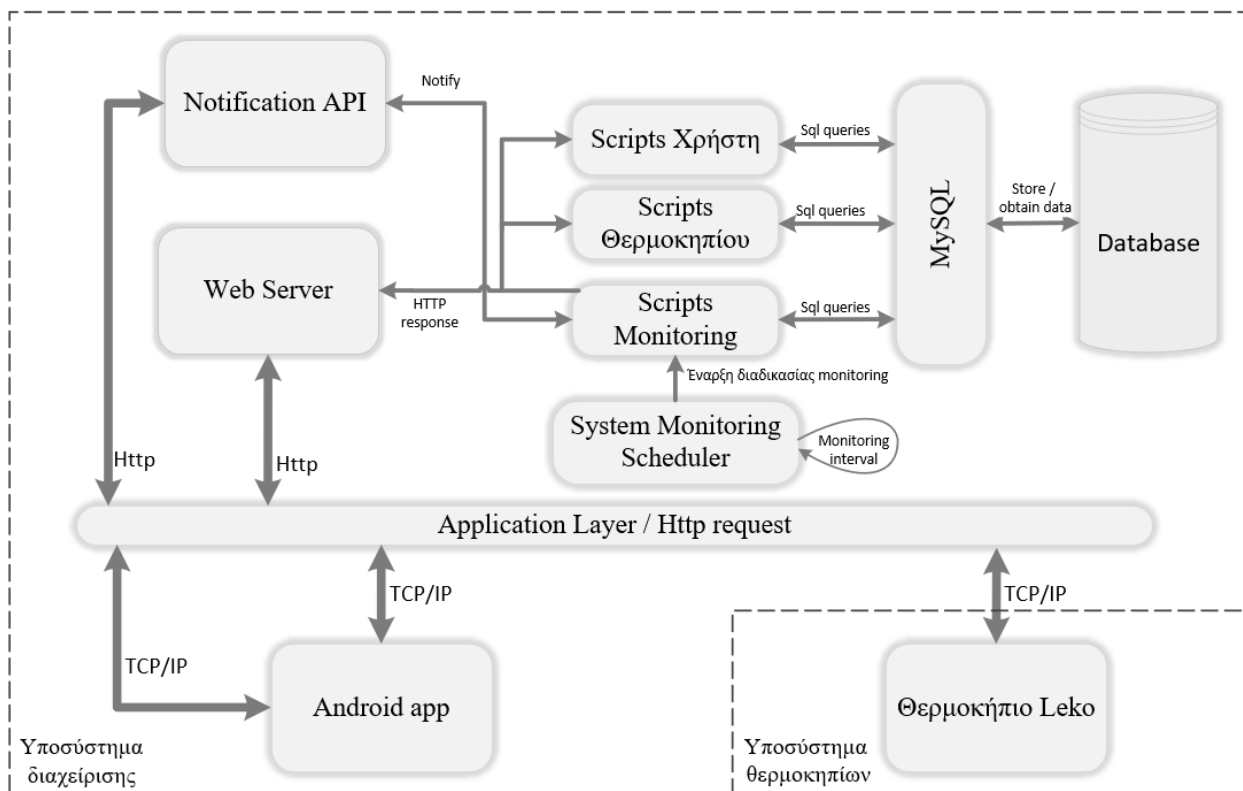 Notification API
Notify
Scripts Χρήστη
Sql queries
MySQL
Store /
obtain data
Database
Scripts
Θερμοκηπίου
Sql queries
Web Server
HTTP
response
Scripts
Monitoring
Sql queries
Έναρξη διαδικασίας monitoring
System Monitoring
Scheduler
Monitoring
interval
Http
Http
Application Layer / Http request
TCP/IP
TCP/IP
TCP/IP
Android app
Θερμοκήπιο Leko
Υποσύστημα
διαχείρισης
Υποσύστημα
θερμοκηπίων